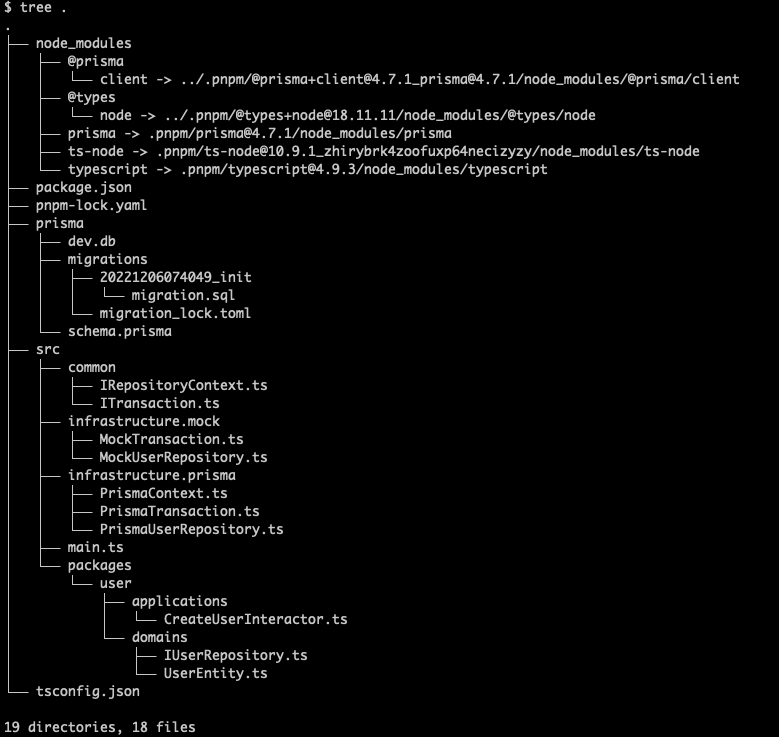 $ tree .
.
├── node_modules
│   ├── @prisma
│   │   └── client -> ../.pnpm/@prisma+client@4.7.1_prisma@4.7.1/node_modules/@prisma/client
│   ├── @types
│   │   └── node -> ../.pnpm/@types+node@18.11.11/node_modules/@types/node
│   ├── prisma -> .pnpm/prisma@4.7.1/node_modules/prisma
│   ├── ts-node -> .pnpm/ts-node@10.9.1_zhirybrk4zoofuxp64necizyzy/node_modules/ts-node
│   └── typescript -> .pnpm/typescript@4.9.3/node_modules/typescript
├── package.json
├── pnpm-lock.yaml
├── prisma
│   ├── dev.db
│   ├── migrations
│   │   ├── 20221206074049_init
│   │   │   └── migration.sql
│   │   └── migration_lock.toml
│   └── schema.prisma
├── src
│   ├── common
│   │   ├── IRepositoryContext.ts
│   │   └── ITransaction.ts
│   ├── infrastructure.mock
│   │   ├── MockTransaction.ts
│   │   └── MockUserRepository.ts
│   ├── infrastructure.prisma
│   │   ├── PrismaContext.ts
│   │   ├── PrismaTransaction.ts
│   │   └── PrismaUserRepository.ts
│   ├── main.ts
│   └── packages
│       └── user
│           ├── applications
│           │   └── CreateUserInteractor.ts
│           └── domains
│               ├── IUserRepository.ts
│               └── UserEntity.ts
└── tsconfig.json
19 directories, 18 files